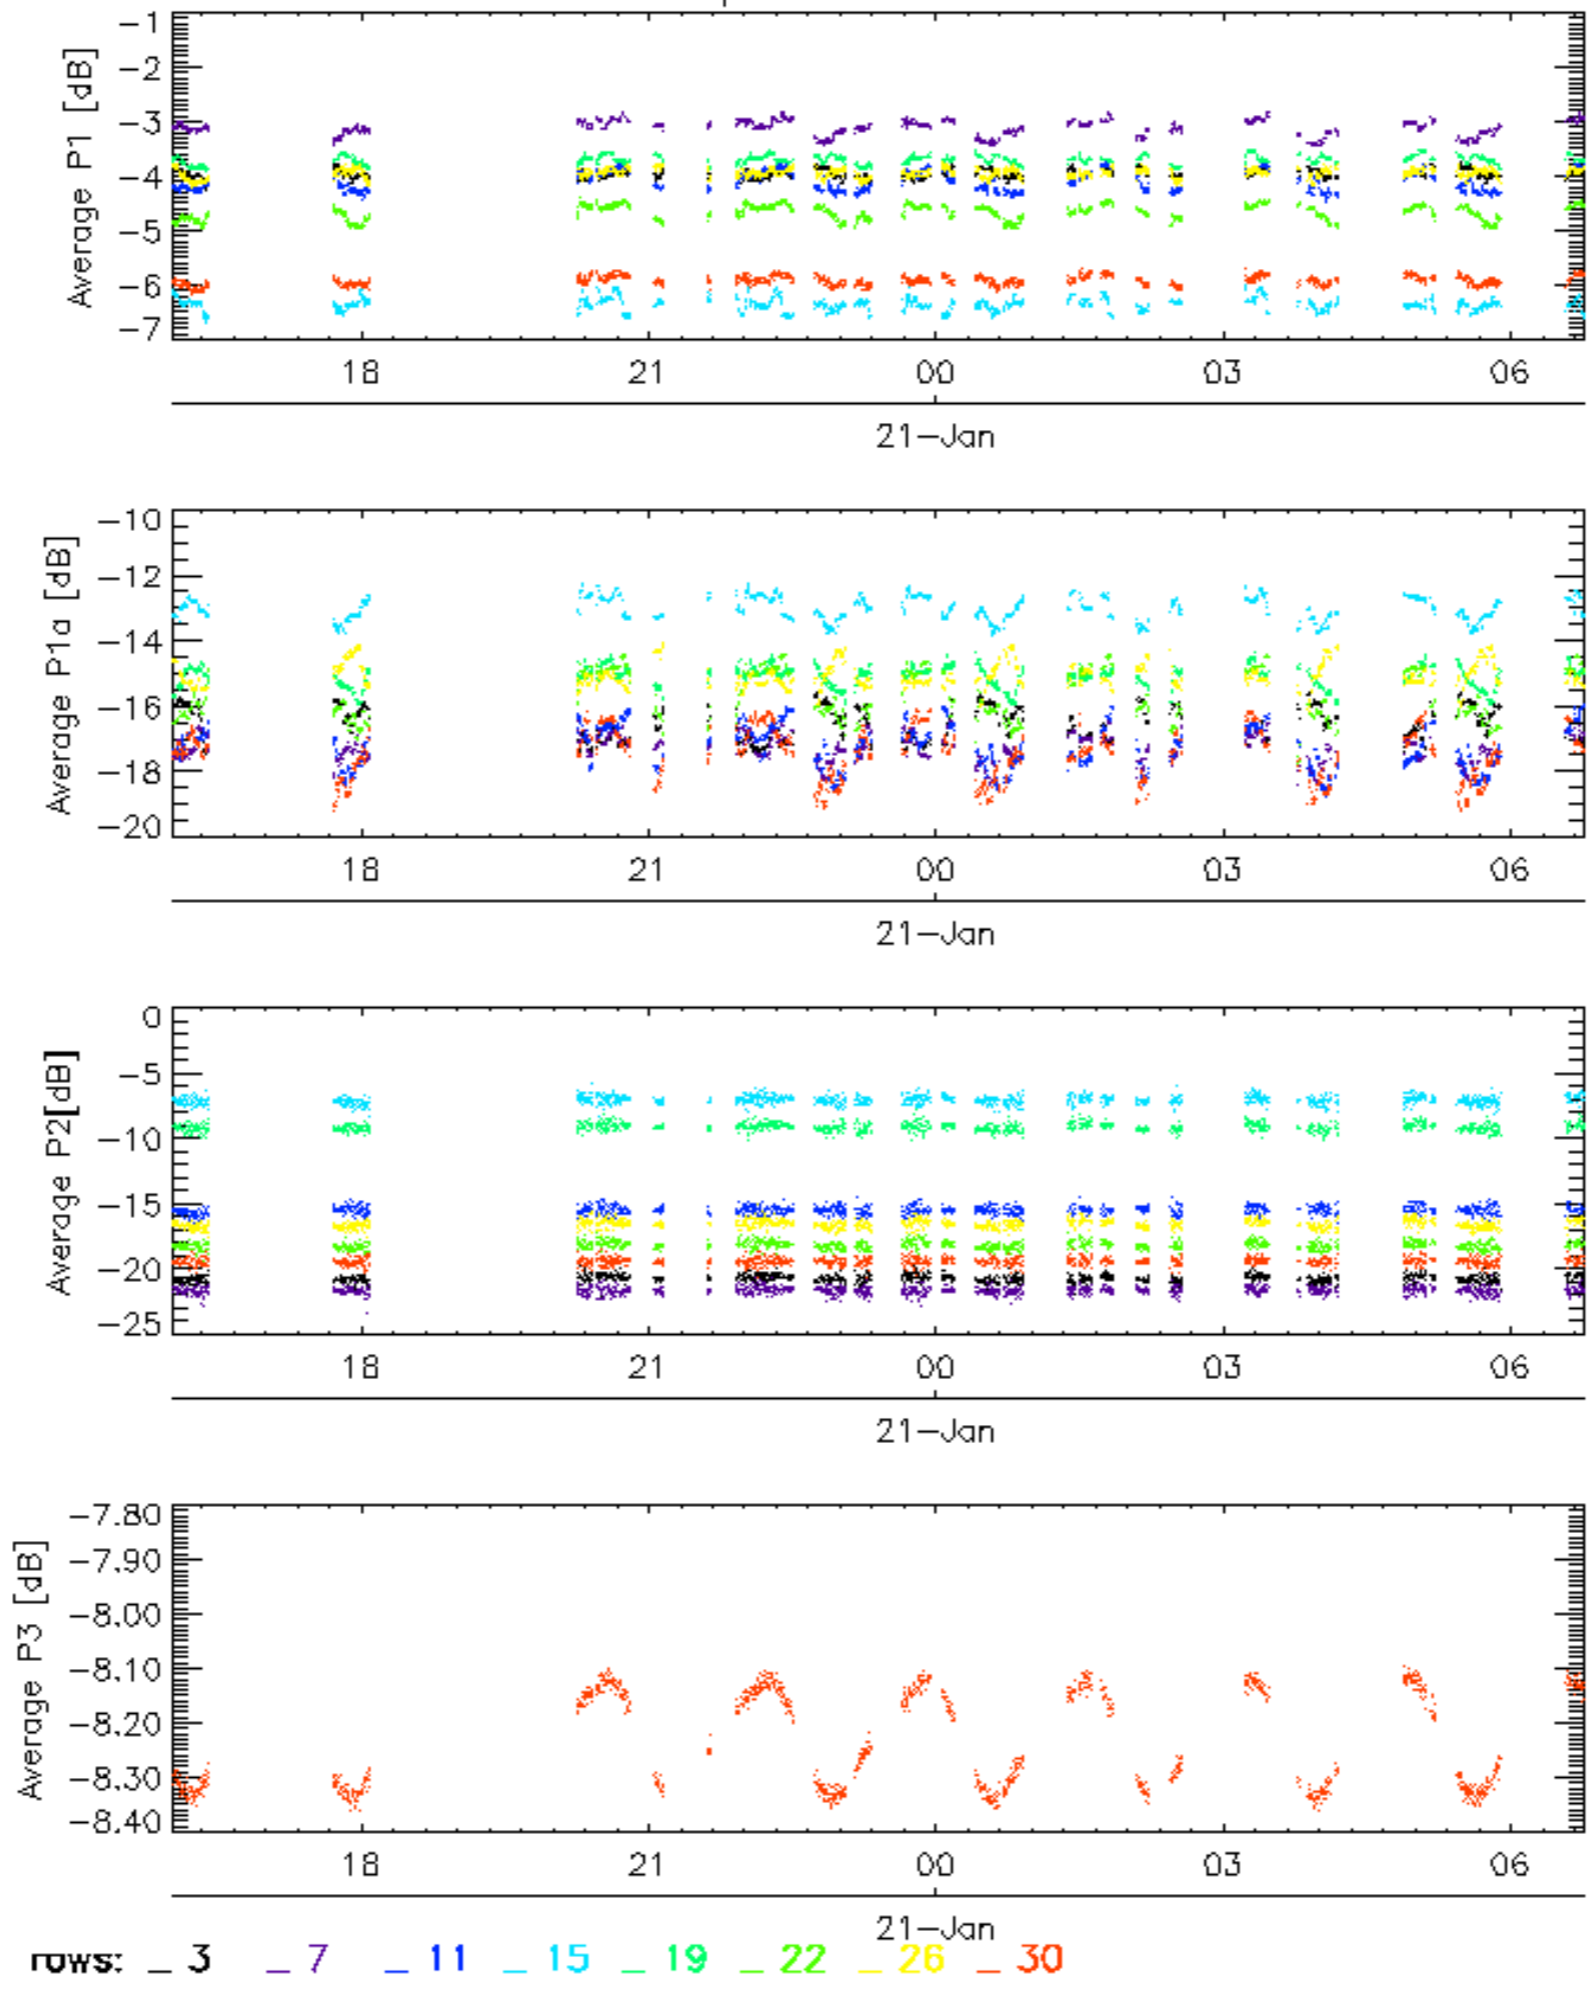 Average P1 [dB]
-1
-2
-3
-4
-5
-6
-7
18 21 00 03 06
21-Jan
Average P1a [dB]
-10
-12
-14
-16
-18
-20
18 21 00 03 06
21-Jan
Average P2[dB]
0
-5
-10
-15
-20
-25
18 21 00 03 06
21-Jan
Average P3 [dB]
-7.80
-7.90
-8.00
-8.10
-8.20
-8.30
-8.40
18 21 00 03 06
21-Jan
rows: _ 3 _ 7 _ 11 _ 15 _ 19 _ 22 _ 26 _ 30